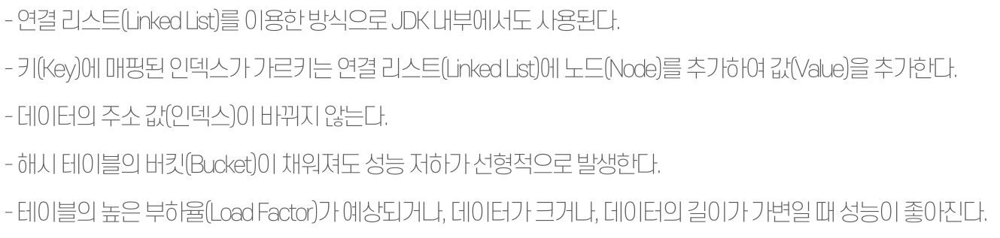 - 연결 리스트(Linked List)를 이용한 방식으로 JDK 내부에서도 사용된다.
- 키(Key)에 매핑된 인덱스가 가르키는 연결 리스트(Linked List)에 노드(Node)를 추가하여 값(Value)을 추가한다.
- 데이터의 주소 값(인덱스)이 바뀌지 않는다.
- 해시 테이블의 버킷(Bucket)이 채워져도 성능 저하가 선형적으로 발생한다.
- 테이블의 높은 부하율(Load Factor)가 예상되거나, 데이터가 크거나, 데이터의 길이가 가변일 때 성능이 좋아진다.